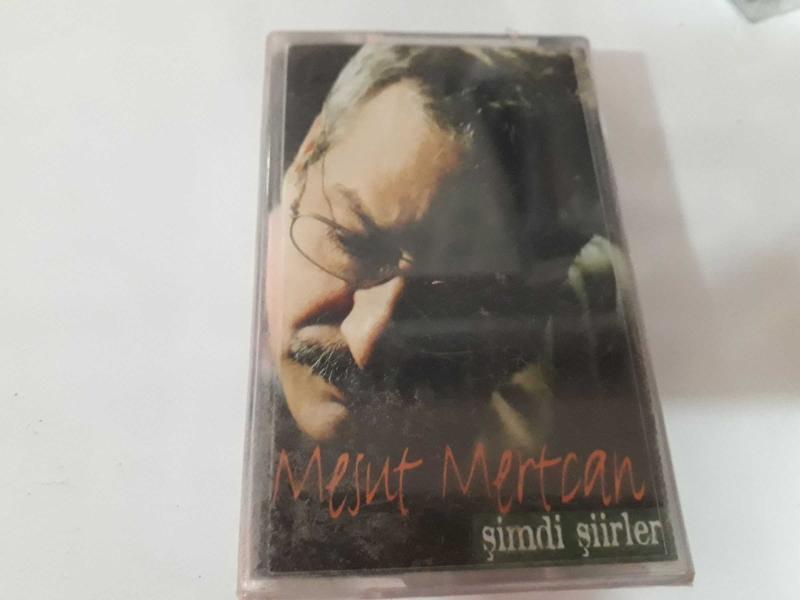 Mesut Mertcan
şimdi şiirler